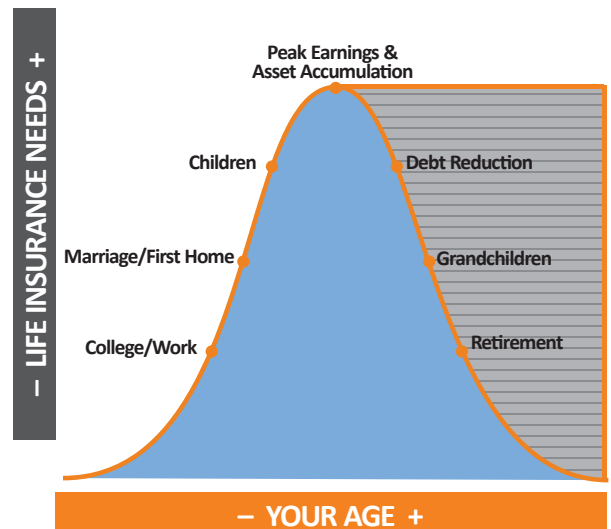 Peak Earnings &
Asset Accumulation
Children
Debt Reduction
Marriage/First Home
Grandchildren
College/Work
Retirement
– LIFE INSURANCE NEEDS +
– YOUR AGE +